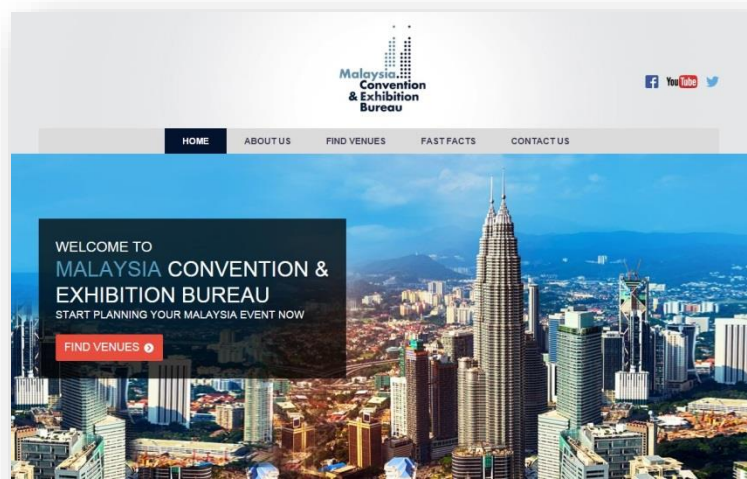 Malaysia
Convention
& Exhibition
Bureau
You Tube
HOME ABOUT US FIND VENUES FAST FACTS CONTACT US
WELCOME TO
MALAYSIA CONVENTION &
EXHIBITION BUREAU
START PLANNING YOUR MALAYSIA EVENT NOW
FIND VENUES